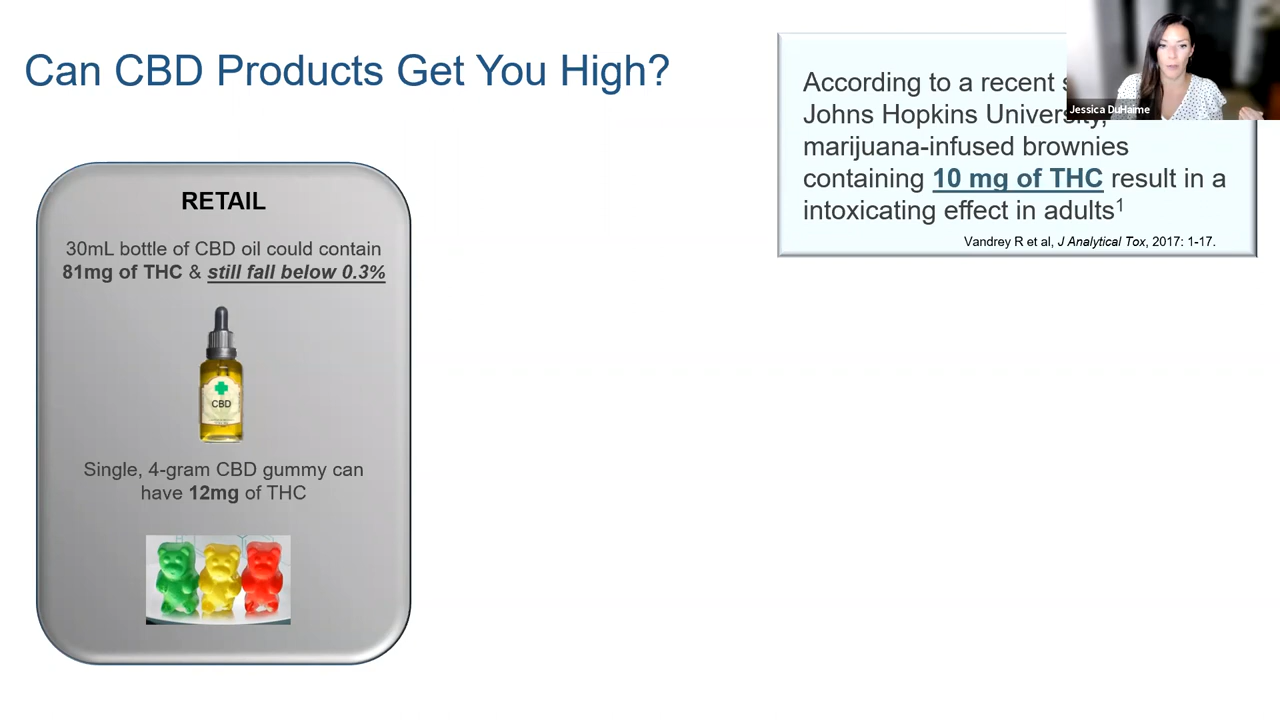 Can CBD Products Get You High?
According to a recent
Johns Hopkins University,
marijuana-infused brownies
containing 10 mg of THC result in a
intoxicating effect in adults1
Vandrey R et al, J Analytical Tox, 2017: 1-17.
Jessica DuHaime
RETAIL
30mL bottle of CBD oil could contain
81mg of THC & still fall below 0.3%
CBD
Single, 4-gram CBD gummy can
have 12mg of THC